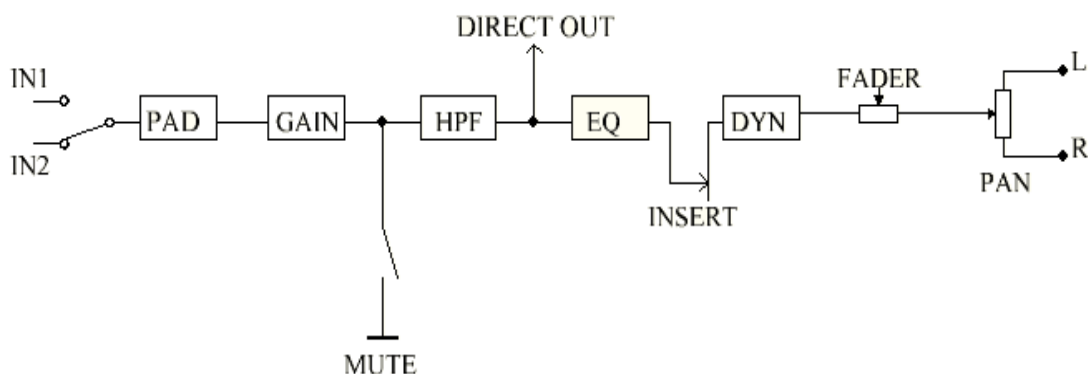 DIRECT OUT
IN1
IN2
PAD
GAIN
HPF
EQ
INSERT
DYN
FADER
L
R
PAN
MUTE